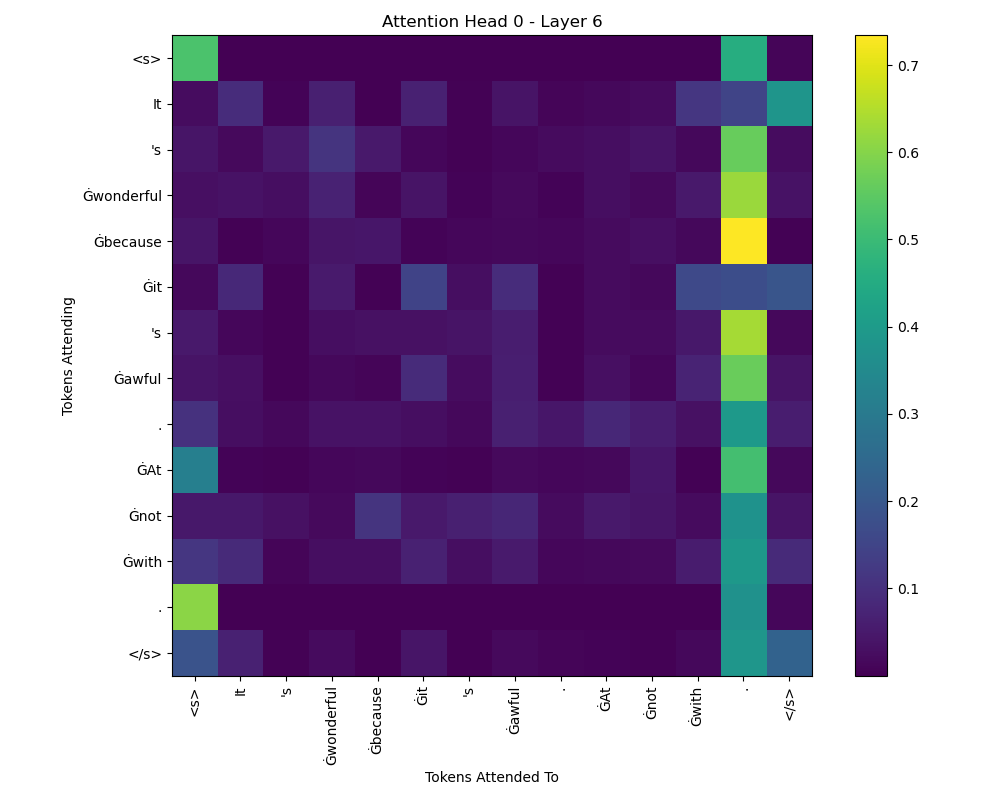 Attention Head 0 - Layer 6
<s>
It
's
Ġwonderful
Ġbecause
Ġit
's
Ġawful
.
ĠAt
Ġnot
Ġwith
.
</s>
Tokens Attending
<s>
It
's
Ġwonderful
Ġbecause
Ġit
's
Ġawful
.
ĠAt
Ġnot
Ġwith
.
</s>
Tokens Attended To
0.7
0.6
0.5
0.4
0.3
0.2
0.1